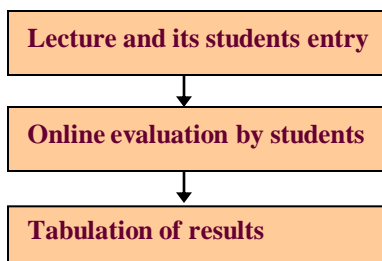 Lecture and its students entry
Online evaluation by students
Tabulation of results